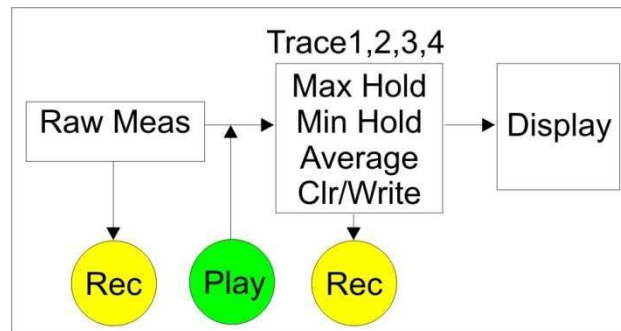 Trace1,2,3,4
Raw Meas
Max Hold
Min Hold
Average
Clr/Write
Display
Rec
Play
Rec